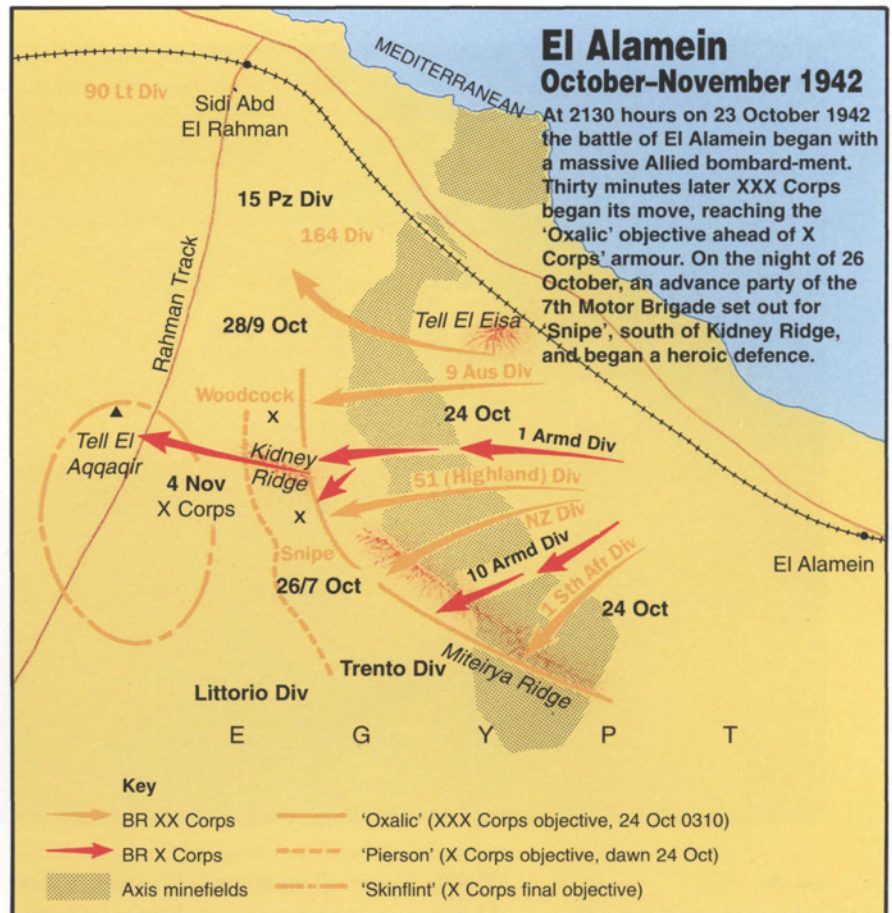 El Alamein
October–November 1942
At 2130 hours on 23 October 1942
the battle of El Alamein began with
a massive Allied bombard-ment.
Thirty minutes later XXX Corps
began its move, reaching the
‘Oxalic’ objective ahead of X
Corps’ armour. On the night of 26
October, an advance party of the
7th Motor Brigade set out for
‘Snipe’, south of Kidney Ridge,
and began a heroic defence.
MEDITERRANEAN
90 Lt Div
Sidi Abd
El Rahman
15 Pz Div
164 Div
Rahman Track
28/9 Oct
Tell El Eisa
9 Aus Div
Woodcock
X
24 Oct
1 Armd Div
Tell El
Aqqaqir
Kidney
Ridge
4 Nov
X Corps
51 (Highland) Div
X
NZ Div
Snipe
10 Armd Div
El Alamein
26/7 Oct
1 Sth Afr Div
24 Oct
Trento Div
Miteirya Ridge
Littorio Div
E G Y P T
Key
BR XX Corps
‘Oxalic’ (XXX Corps objective, 24 Oct 0310)
BR X Corps
‘Pierson’ (X Corps objective, dawn 24 Oct)
Axis minefields
‘Skinflint’ (X Corps final objective)